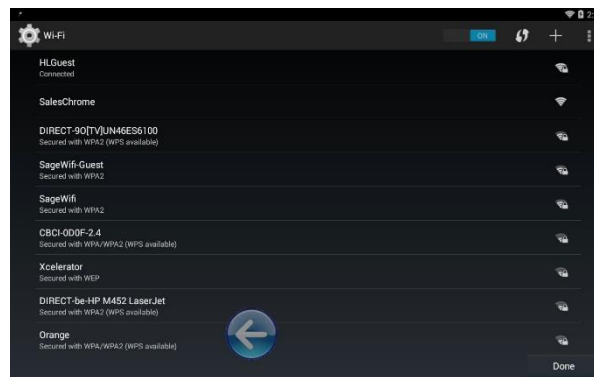 2:
Wi-Fi
ON
HLGuest
Connected
SalesChrome
DIRECT-9O[TV]UN46ES6100
Secured with WPA2 (WPS available)
SageWifi-Guest
Secured with WPA2
SageWifi
Secured with WPA2
CBCI-0D0F-2.4
Secured with WPA/WPA2 (WPS available)
Xcelerator
Secured with WEP
DIRECT-be-HP M452 LaserJet
Secured with WPA2 (WPS available)
Orange
Secured with WPA/WPA2 (WPS available)
Done